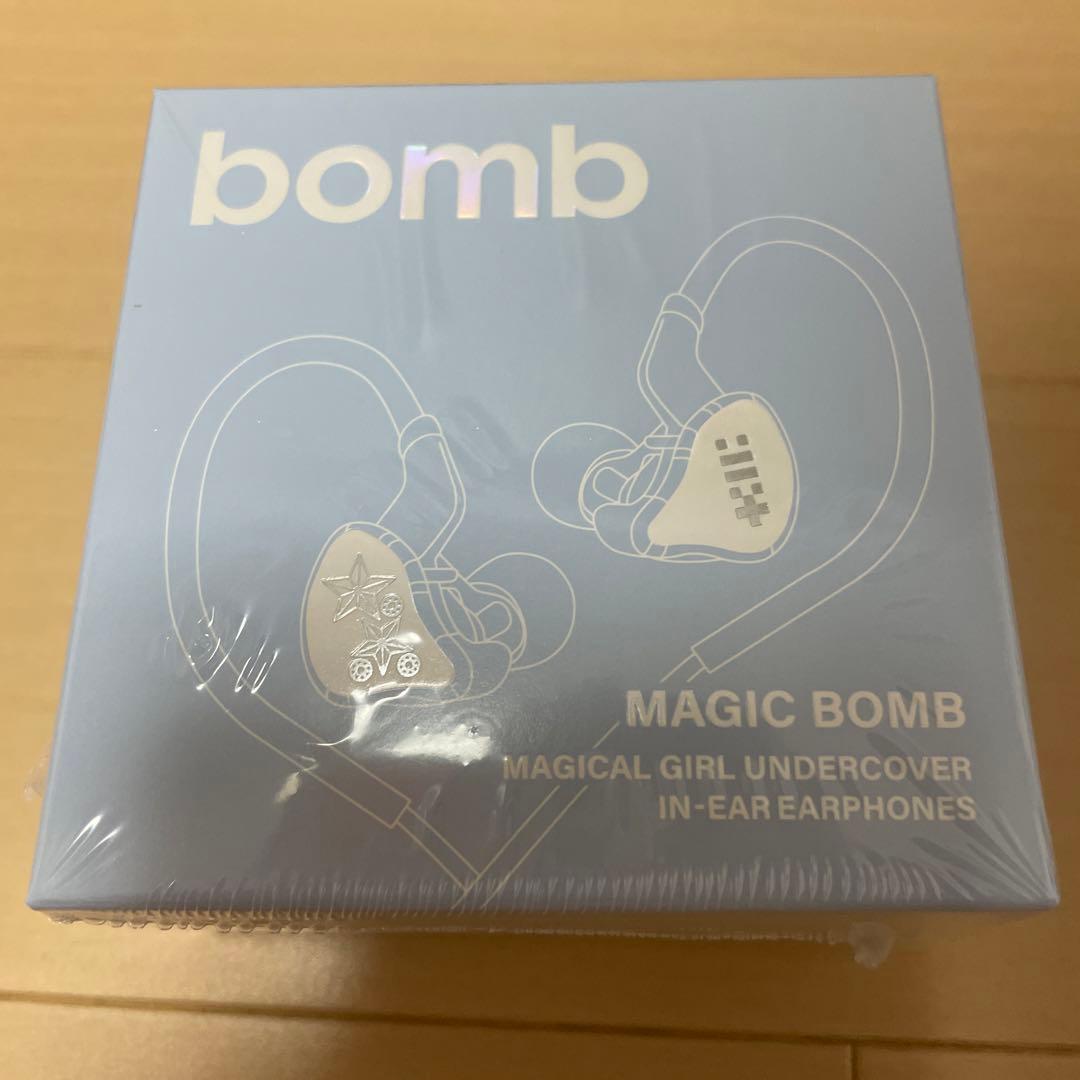 bomb
MAGIC BOMB
MAGICAL GIRL UNDERCOVER
IN-EAR EARPHONES